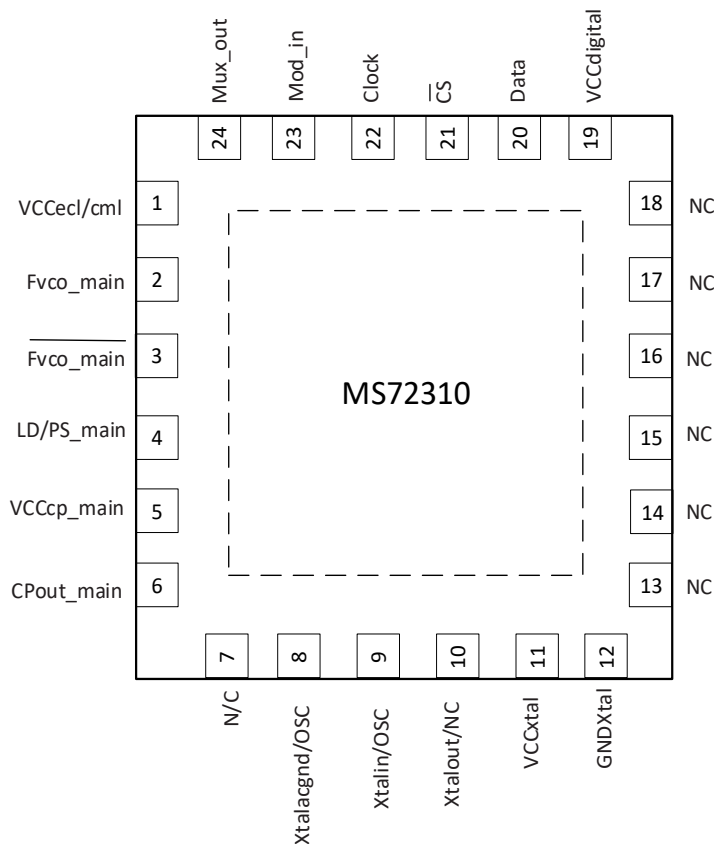 Mux_out
Mod_in
Clock
C̅S̅
Data
VCCdigital
24
23
22
21
20
19
VCCecl/cml
1
18
NC
Fvco_main
2
17
NC
F̅v̅c̅o̅_̅m̅a̅i̅n̅
3
16
NC
MS72310
LD/PS_main
4
15
NC
VCCcp_main
5
14
NC
CPout_main
6
13
NC
7
8
9
10
11
12
N/C
Xtalacgnd/OSC
Xtalin/OSC
Xtalout/NC
VCCxtal
GNDXtal